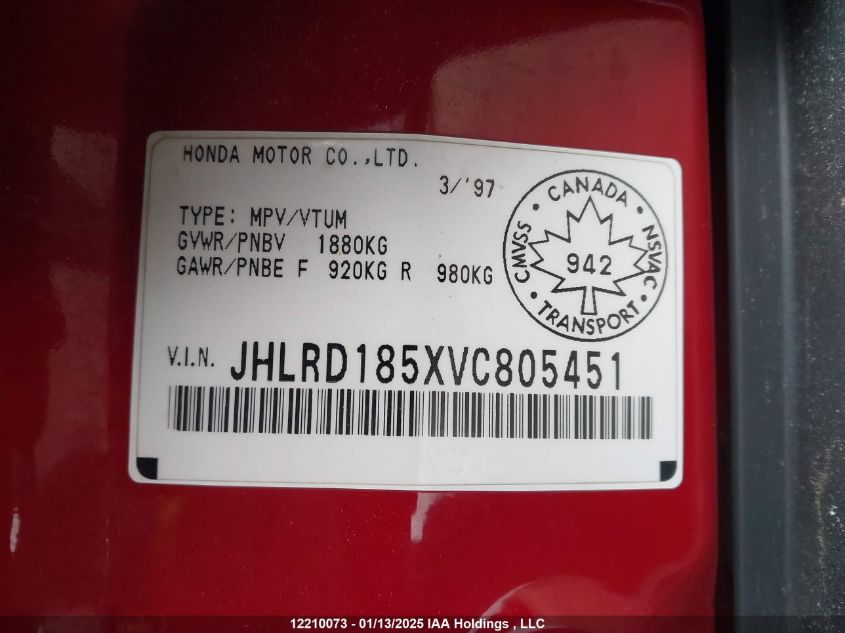 HONDA MOTOR CO.,LTD.
3/'97
TYPE: MPV/VTUM
GVWR/PNBV 1880KG
GAWR/PNBE F 920KG R 980KG
CANADA
CMVSS 942 NSVAC
TRANSPORT
V.I.N. JHLRD185XVC805451
12210073 - 01/13/2025 IAA Holdings , LLC